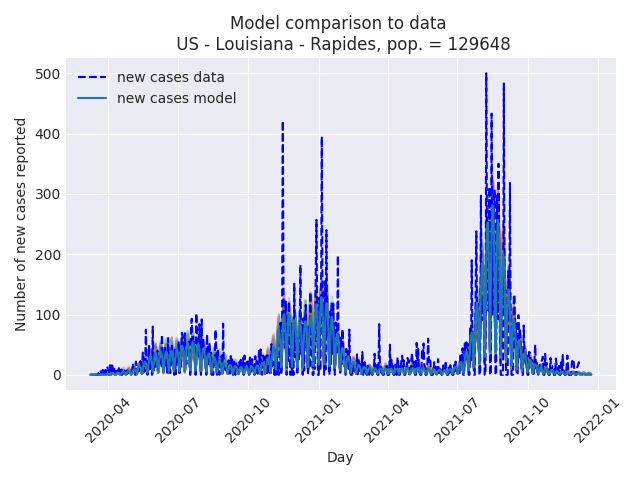 Model comparison to data
US - Louisiana - Rapides, pop. = 129648
new cases data
new cases model
Number of new cases reported
500
400
300
200
100
0
2020-04
2020-07
2020-10
2021-01
2021-04
2021-07
2021-10
2022-01
Day